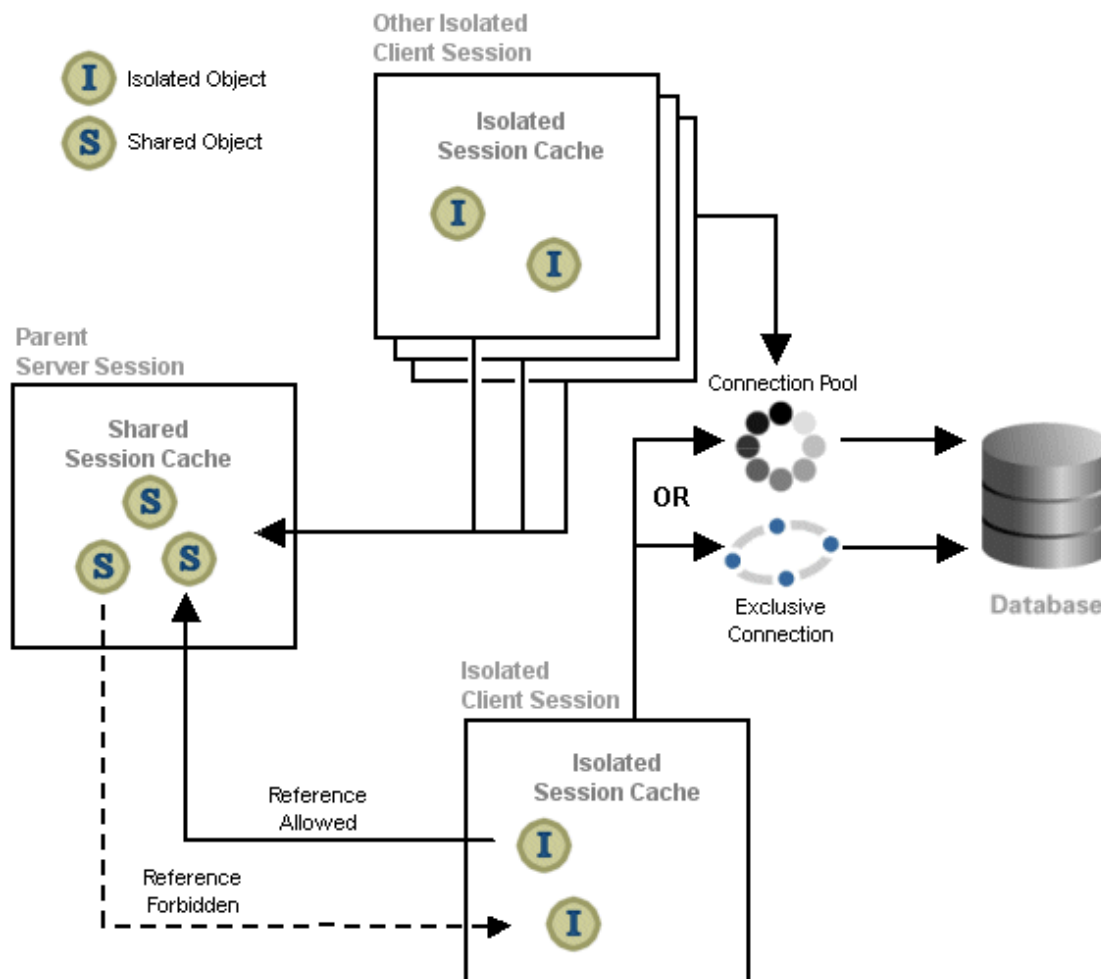 Other Isolated
Client Session
I
Isolated Object
S
Shared Object
Isolated
Session Cache
I
I
Parent
Server Session
Shared
Session Cache
S
S
S
Connection Pool
OR
Exclusive
Connection
Database
Isolated
Client Session
Isolated
Session Cache
I
I
Reference
Allowed
Reference
Forbidden